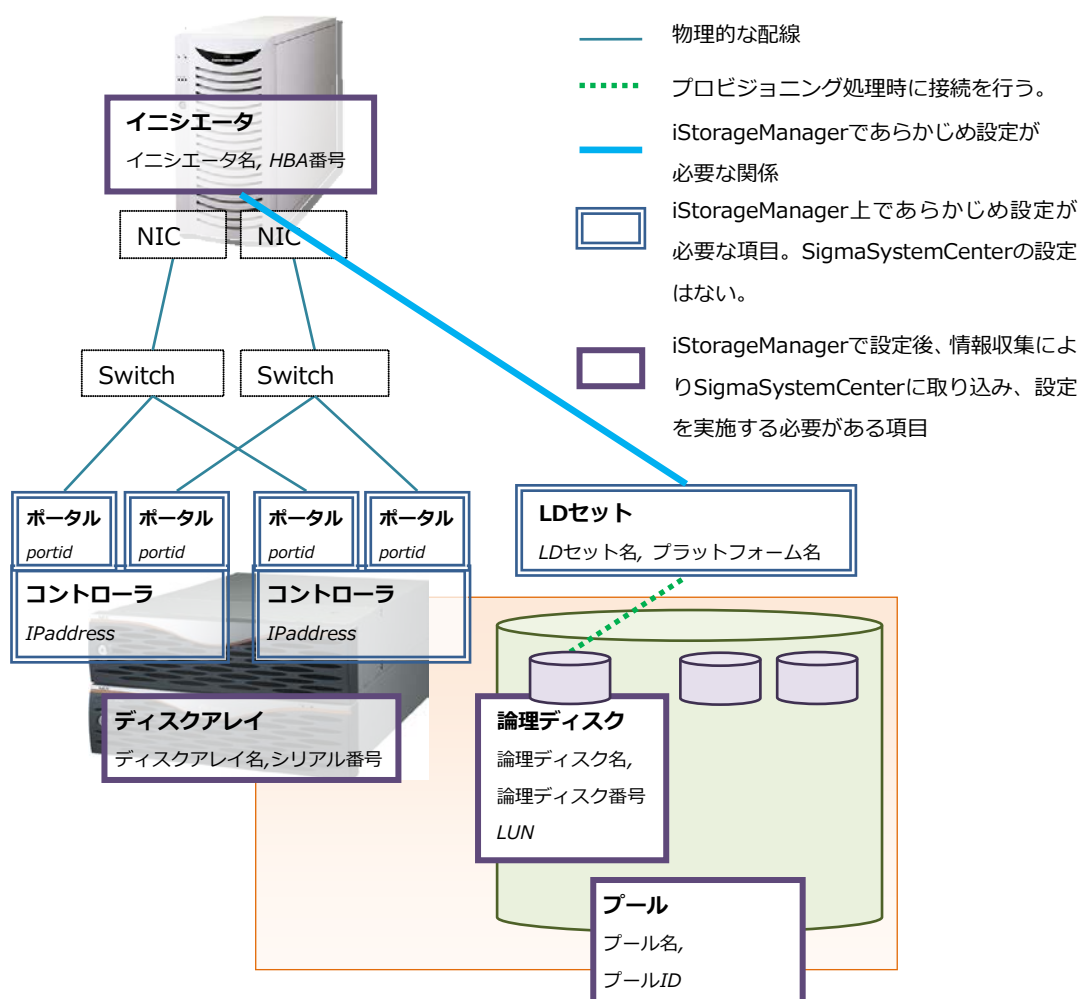 物理的な配線
プロビジョニング処理時に接続を行う。
iStorageManagerであらかじめ設定が
必要な関係
iStorageManager上であらかじめ設定が
必要な項目。SigmaSystemCenterの設定
はない。
iStorageManagerで設定後、情報収集によ
りSigmaSystemCenterに取り込み、設定
を実施する必要がある項目
イニシエータ
イニシエータ名, HBA番号
NIC
NIC
Switch
Switch
ポータル
portid
ポータル
portid
ポータル
portid
ポータル
portid
コントローラ
IPaddress
コントローラ
IPaddress
LDセット
LDセット名, プラットフォーム名
ディスクアレイ
ディスクアレイ名,シリアル番号
論理ディスク
論理ディスク名,
論理ディスク番号
LUN
プール
プール名,
プールID